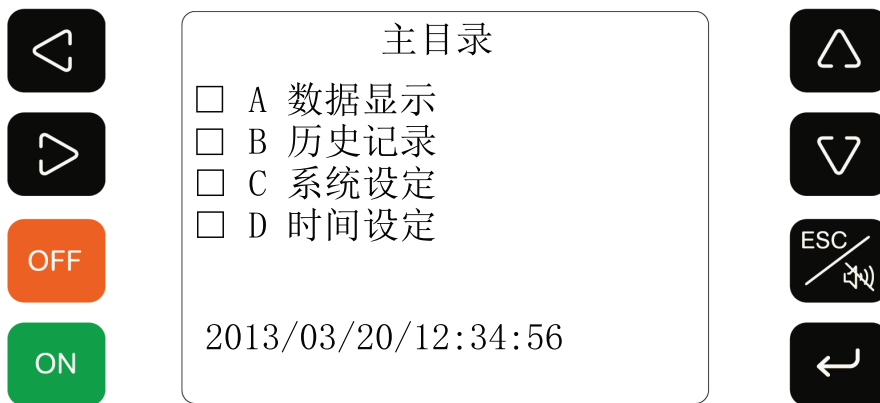 主目录
□ A 数据显示
□ B 历史记录
□ C 系统设定
□ D 时间设定
2013/03/20/12:34:56
OFF
ON
ESC